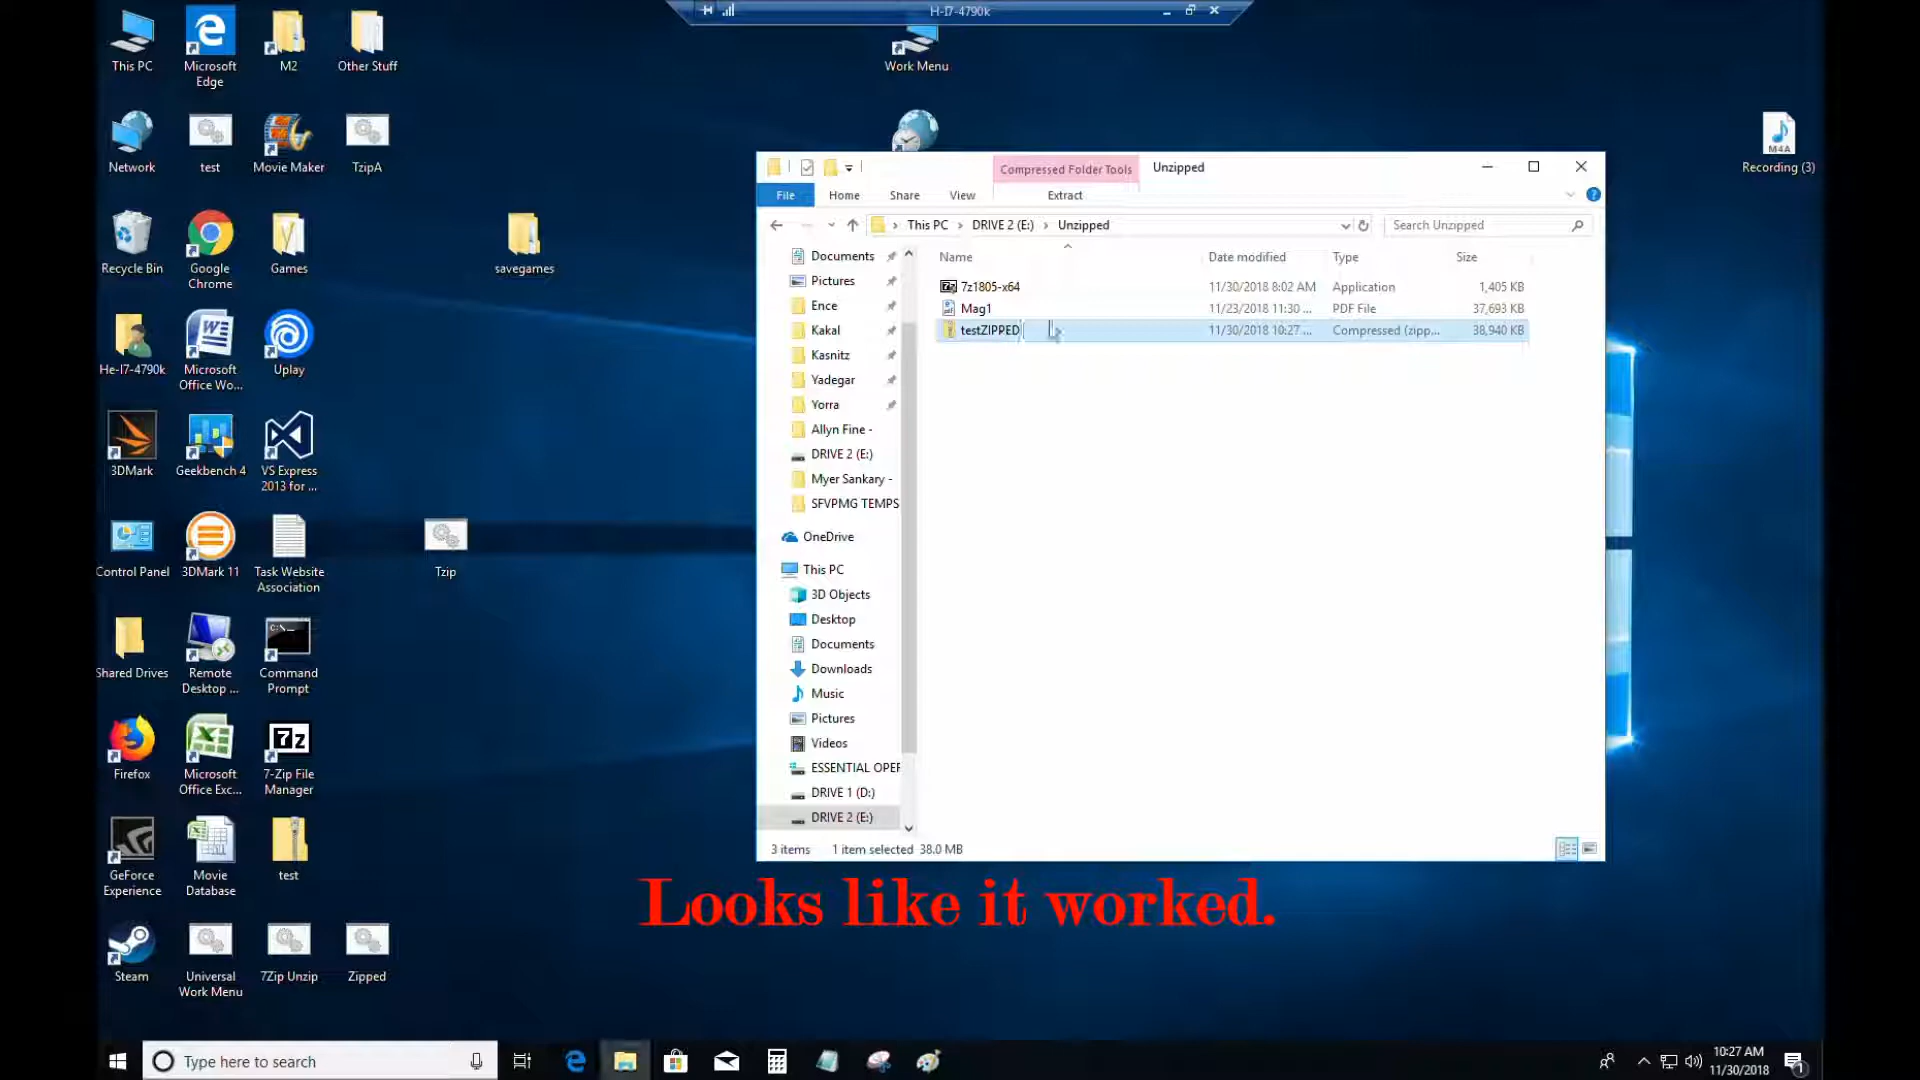 H-I7-4790k
This PC
Microsoft
Edge
M2
Other Stuff
Work Menu
Network
test
Movie Maker
TzipA
M4A
Recording (3)
Recycle Bin
Google
Chrome
Games
savegames
He-I7-4790k
Microsoft
Office Wo...
Uplay
3DMark
Geekbench 4
VS Express
2013 for ...
Control Panel
3DMark 11
Task Website
Association
Tzip
Shared Drives
Remote
Desktop ...
C:\_
Command
Prompt
Firefox
Microsoft
Office Exc...
7z
7-Zip File
Manager
GeForce
Experience
Movie
Database
test
Steam
Universal
Work Menu
7Zip Unzip
Zipped
Compressed Folder Tools
Unzipped
File
Home
Share
View
Extract
This PC
DRIVE 2 (E:)
Unzipped
Search Unzipped
Documents
Pictures
Ence
Kakal
Kasnitz
Yadegar
Yorra
Allyn Fine -
DRIVE 2 (E:)
Myer Sankary -
SFVPMG TEMPS
OneDrive
This PC
3D Objects
Desktop
Documents
Downloads
Music
Pictures
Videos
ESSENTIAL OPER
DRIVE 1 (D:)
DRIVE 2 (E:)
Name Date modified Type Size
7z1805-x64 11/30/2018 8:02 AM Application 1,405 KB
Mag1 11/23/2018 11:30 ... PDF File 37,693 KB
testZIPPED 11/30/2018 10:27 ... Compressed (zipp... 38,940 KB
3 items 1 item selected 38.0 MB
Looks like it worked.
Type here to search
10:27 AM
11/30/2018
1